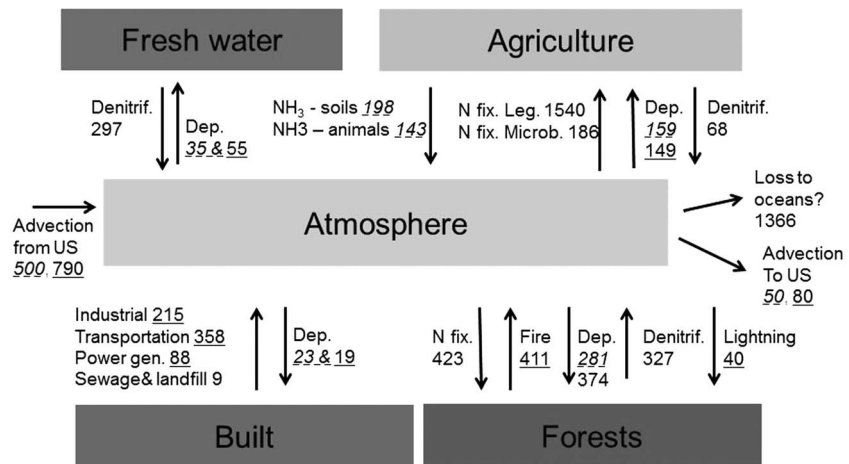 Fresh water
Agriculture
Denitrif.
297
Dep.
35 & 55
NH₃ - soils 198
NH3 – animals 143
N fix. Leg. 1540
N fix. Microb. 186
Dep.
159
149
Denitrif.
68
Atmosphere
Advection
from US
500, 790
Loss to
oceans?
1366
Advection
To US
50, 80
Industrial 215
Transportation 358
Power gen. 88
Sewage& landfill 9
Dep.
23 & 19
N fix.
423
Fire
411
Dep.
281
374
Denitrif.
327
Lightning
40
Built
Forests